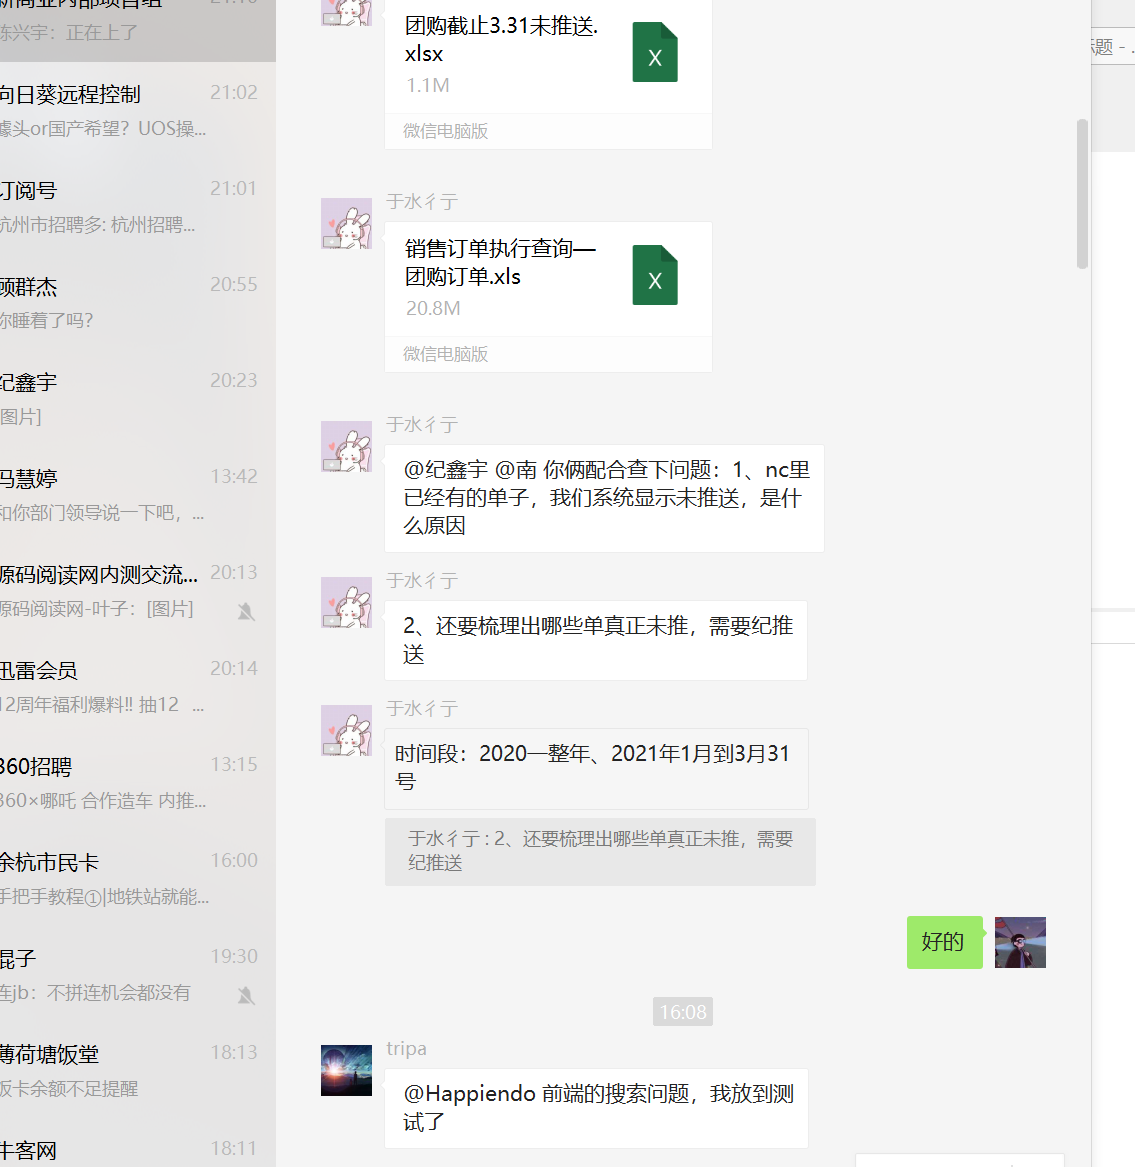 21:10
陈兴宇：正在上了
向日葵远程控制
21:02
噱头or国产希望？UOS操...
订阅号
21:01
杭州市招聘多: 杭州招聘...
顾群杰
20:55
你睡着了吗？
纪鑫宇
20:23
[图片]
马慧婷
13:42
和你部门领导说一下吧，...
源码阅读网内测交流...
20:13
源码阅读网-叶子：[图片]
迅雷会员
20:14
12周年福利爆料!! 抽12 ...
360招聘
13:15
360×哪吒 合作造车 内推...
余杭市民卡
16:00
手把手教程①|地铁站就能...
混子
19:30
连jb：不拼连机会都没有
薄荷塘饭堂
18:13
饭卡余额不足提醒
牛客网
18:11
团购截止3.31未推送.
xlsx
1.1M
微信电脑版
于水彳亍
销售订单执行查询—
团购订单.xls
20.8M
微信电脑版
于水彳亍
@纪鑫宇 @南 你俩配合查下问题：1、nc里
已经有的单子，我们系统显示未推送，是什
么原因
于水彳亍
2、还要梳理出哪些单真正未推，需要纪推
送
于水彳亍
时间段：2020一整年、2021年1月到3月31
号
于水彳亍 : 2、还要梳理出哪些单真正未推，需要
纪推送
好的
16:08
tripa
@Happiendo 前端的搜索问题，我放到测
试了
标题 - .